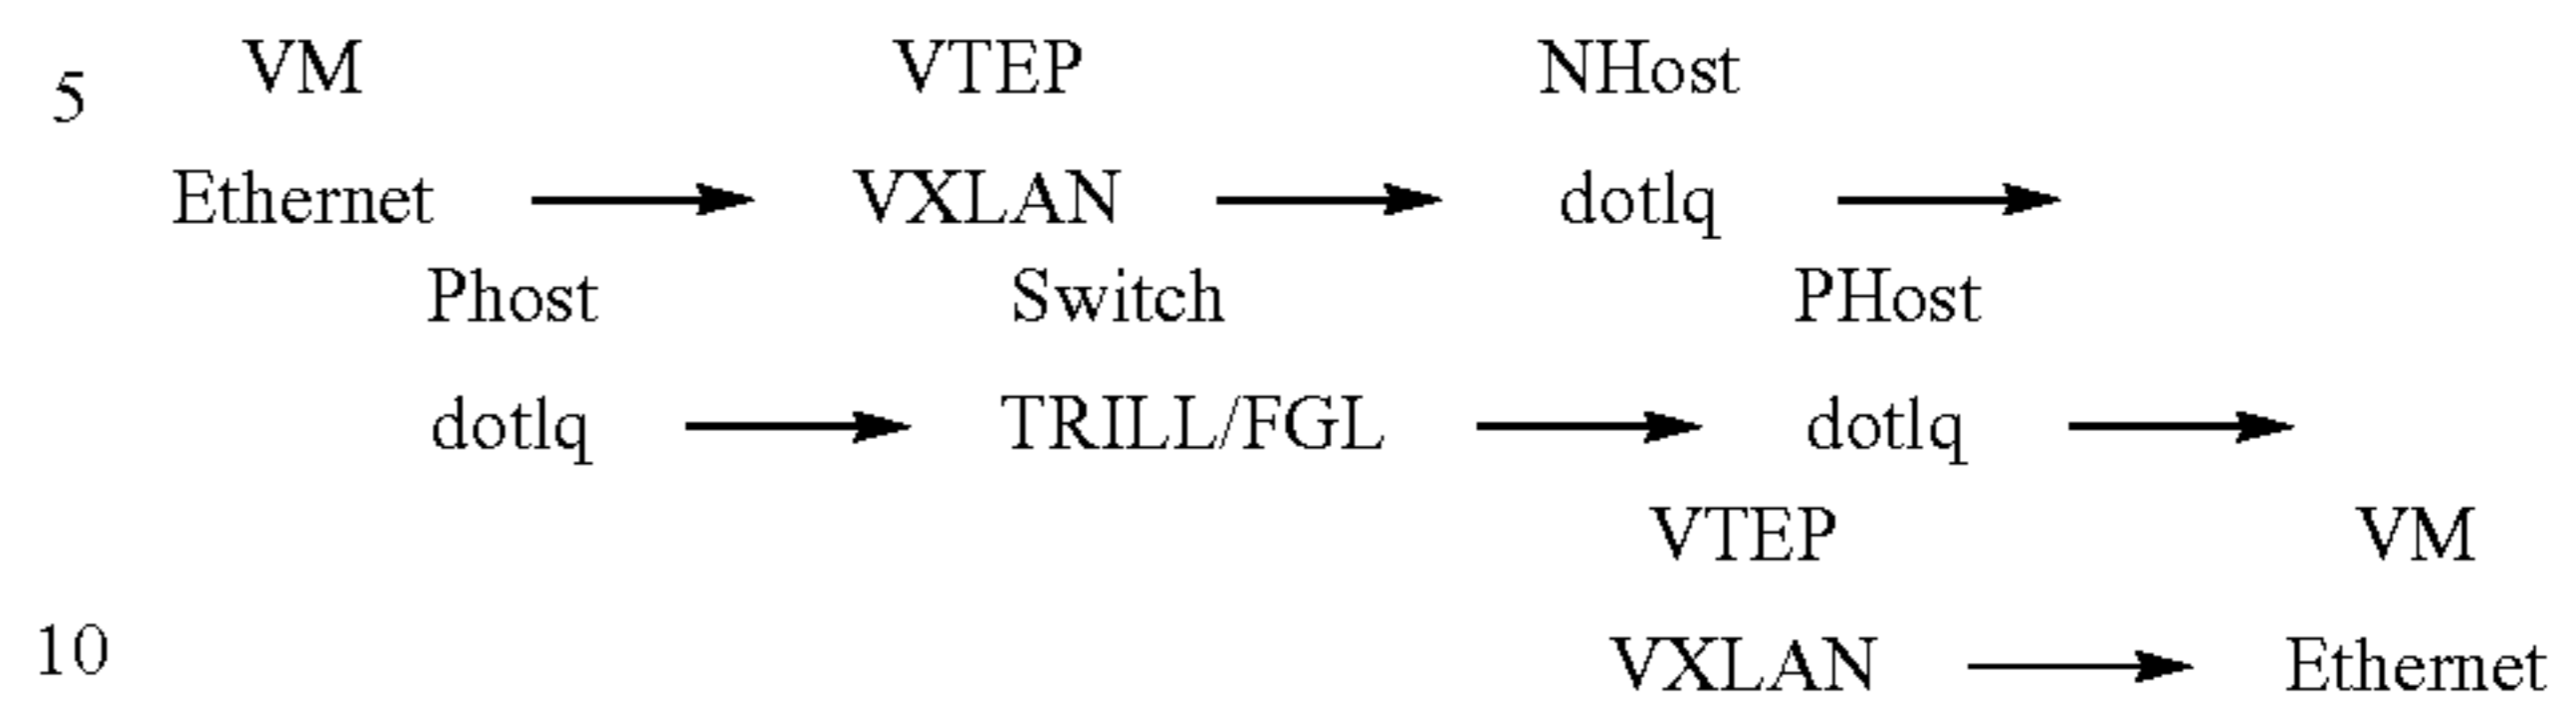 5 VM VTEP NHost
Ethernet → VXLAN → dotlq →
Phost Switch PHost
dotlq → TRILL/FGL → dotlq →
VTEP VM
10 VXLAN → Ethernet